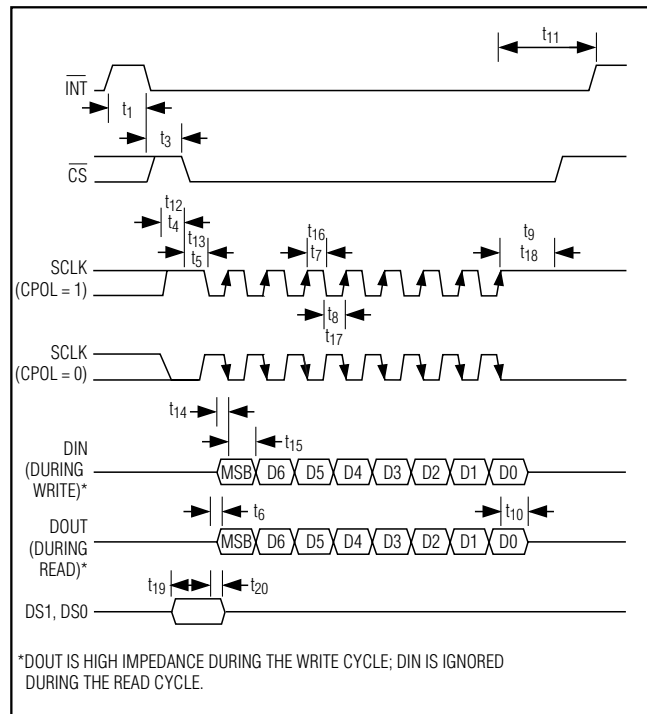 t11
INT
t1
t3
CS
t12
t4
t13
t5
t16
t7
t9
t18
SCLK
(CPOL = 1)
t8
t17
SCLK
(CPOL = 0)
t14
t15
DIN
(DURING
WRITE)*
MSB D6 D5 D4 D3 D2 D1 D0
t6
t10
DOUT
(DURING
READ)*
MSB D6 D5 D4 D3 D2 D1 D0
t19
t20
DS1, DS0
*DOUT IS HIGH IMPEDANCE DURING THE WRITE CYCLE; DIN IS IGNORED
DURING THE READ CYCLE.